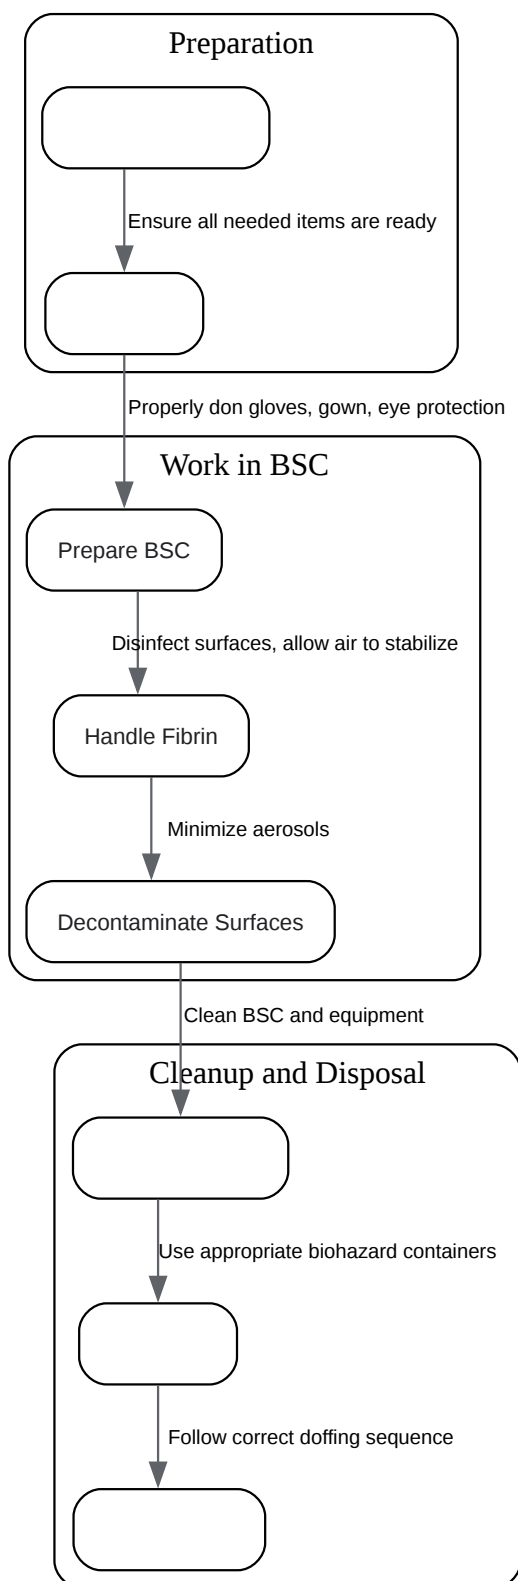 Preparation
Ensure all needed items are ready
Properly don gloves, gown, eye protection
Work in BSC
Prepare BSC
Disinfect surfaces, allow air to stabilize
Handle Fibrin
Minimize aerosols
Decontaminate Surfaces
Clean BSC and equipment
Cleanup and Disposal
Use appropriate biohazard containers
Follow correct doffing sequence